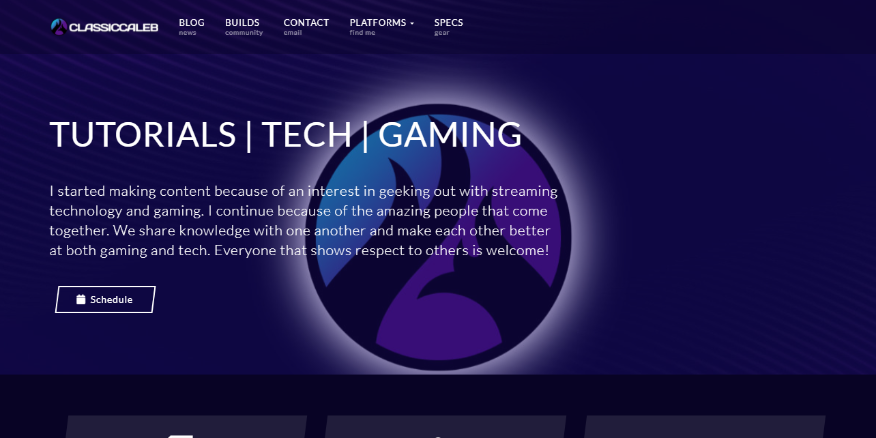 CLASSICCALEB
BLOG
news
BUILDS
community
CONTACT
email
PLATFORMS
find me
SPECS
gear
TUTORIALS | TECH | GAMING
I started making content because of an interest in geeking out with streaming
technology and gaming. I continue because of the amazing people that come
together. We share knowledge with one another and make each other better
at both gaming and tech. Everyone that shows respect to others is welcome!
Schedule